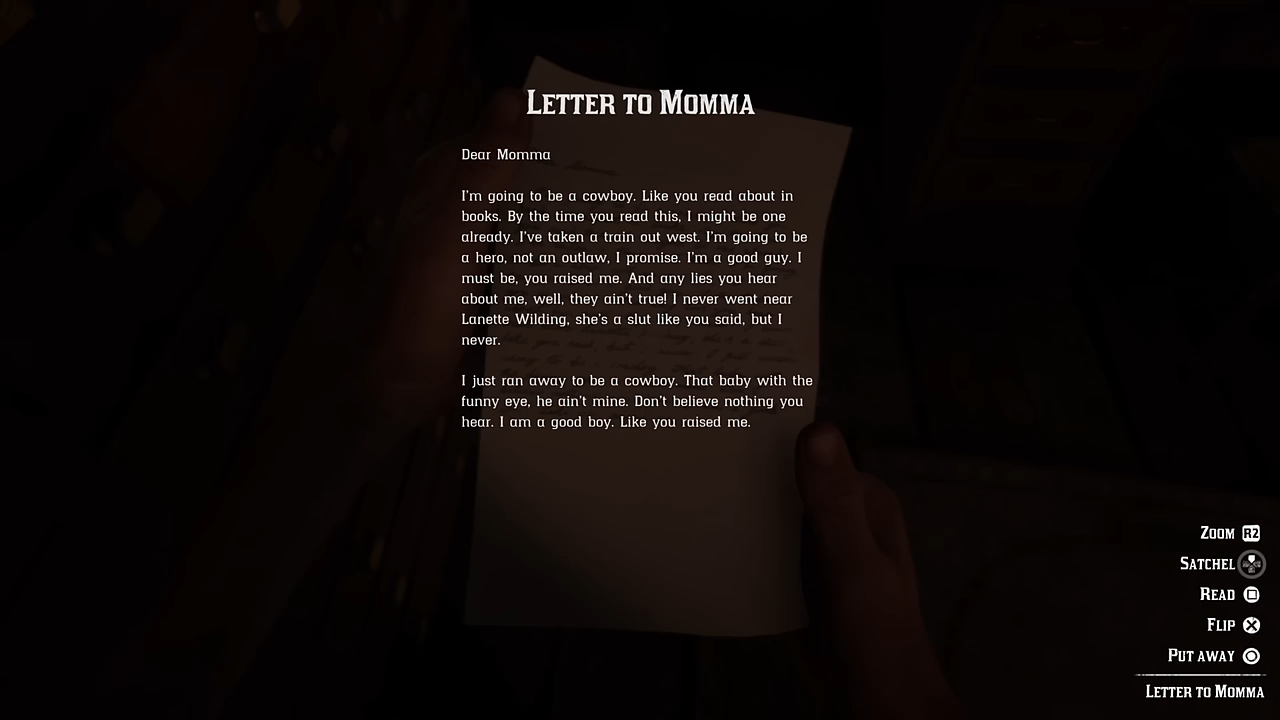 Letter to Momma
Dear Momma
I'm going to be a cowboy. Like you read about in
books. By the time you read this, I might be one
already. I've taken a train out west. I'm going to be
a hero, not an outlaw, I promise. I'm a good guy. I
must be, you raised me. And any lies you hear
about me, well, they ain't true! I never went near
Lanette Wilding, she's a slut like you said, but I
never.
I just ran away to be a cowboy. That baby with the
funny eye, he ain't mine. Don't believe nothing you
hear. I am a good boy. Like you raised me.
Zoom R2
Satchel
Read
Flip
Put away
Letter to Momma